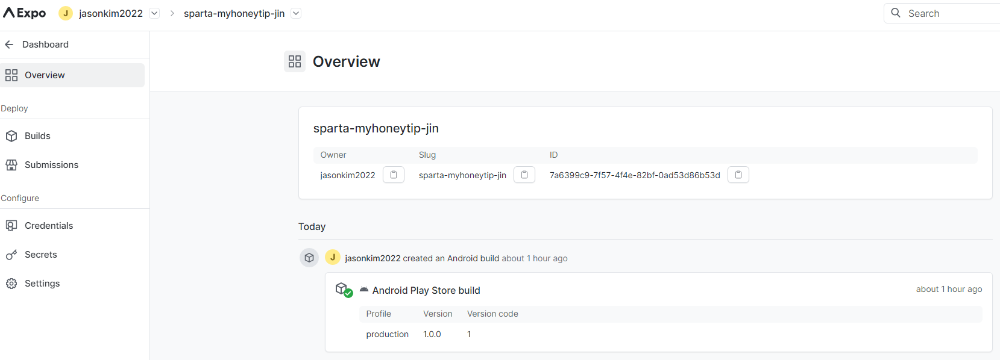 Expo J jasonkim2022 sparta-myhoneytip-jin Search
Dashboard
Overview
Deploy
Builds
Submissions
Configure
Credentials
Secrets
Settings
Overview
sparta-myhoneytip-jin
Owner Slug ID
jasonkim2022 sparta-myhoneytip-jin 7a6399c9-7f57-4f4e-82bf-0ad53d86b53d
Today
J jasonkim2022 created an Android build about 1 hour ago
Android Play Store build about 1 hour ago
Profile Version Version code
production 1.0.0 1